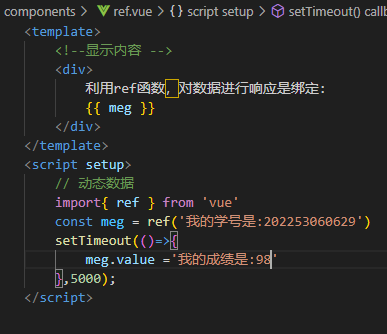 components > ref.vue > {} script setup > setTimeout() callb
<template>
<!--显示内容 -->
<div>
利用ref函数，对数据进行响应是绑定:
{{ meg }}
</div>
</template>
<script setup>
// 动态数据
import{ ref } from 'vue'
const meg = ref('我的学号是:202253060629')
setTimeout(()=>{
meg.value ='我的成绩是:98'
},5000);
</script>